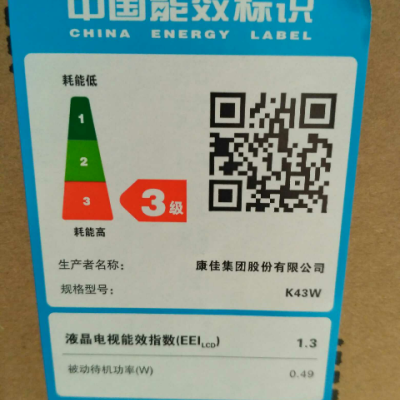 中国能效标识
CHINA ENERGY LABEL
耗能低
1
2
3
3级
耗能高
生产者名称: 康佳集团股份有限公司
规格型号: K43W
液晶电视能效指数(EEILCD) 1.3
被动待机功率(W) 0.49